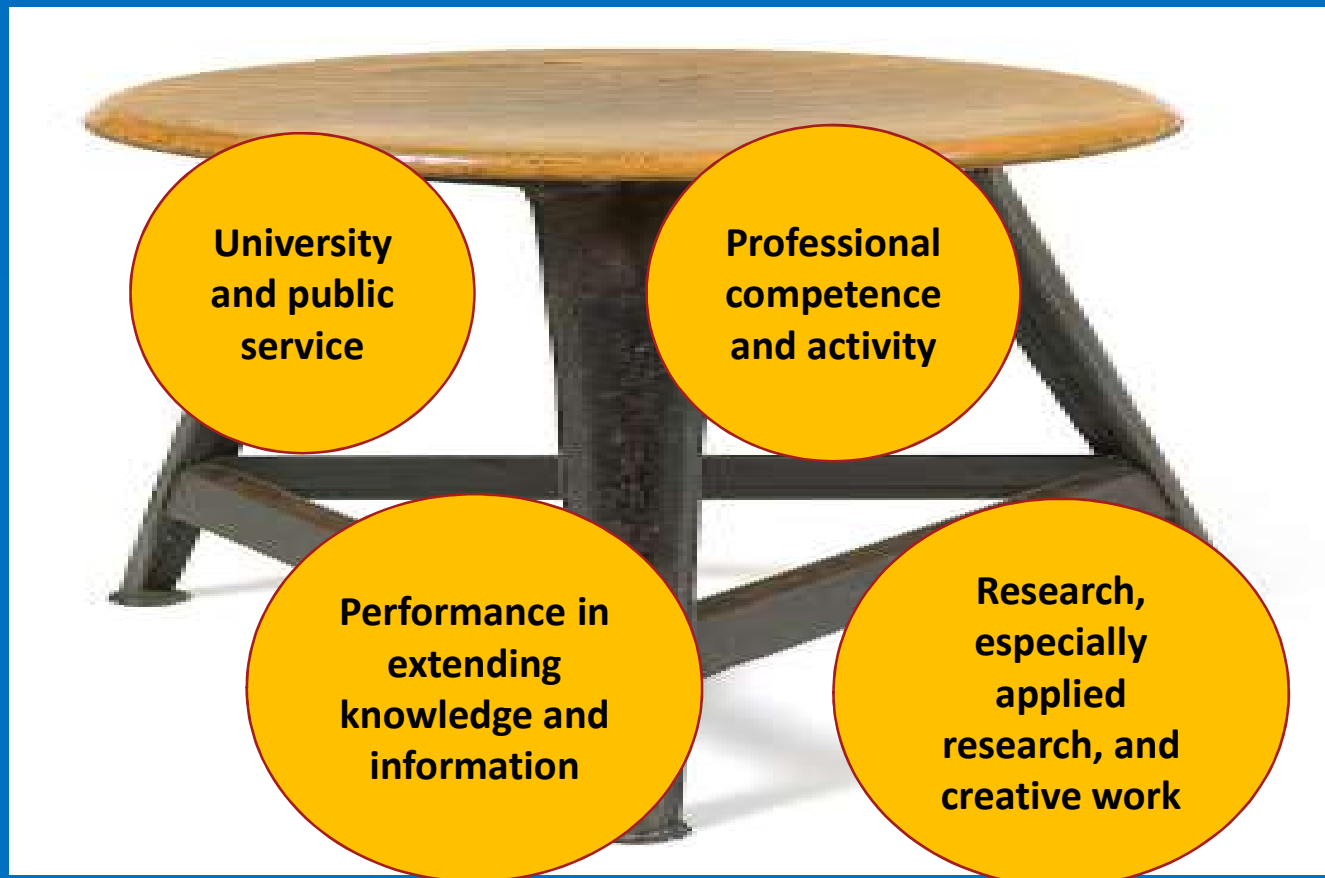 University
and public
service
Professional
competence
and activity
Performance in
extending
knowledge and
information
Research,
especially
applied
research, and
creative work